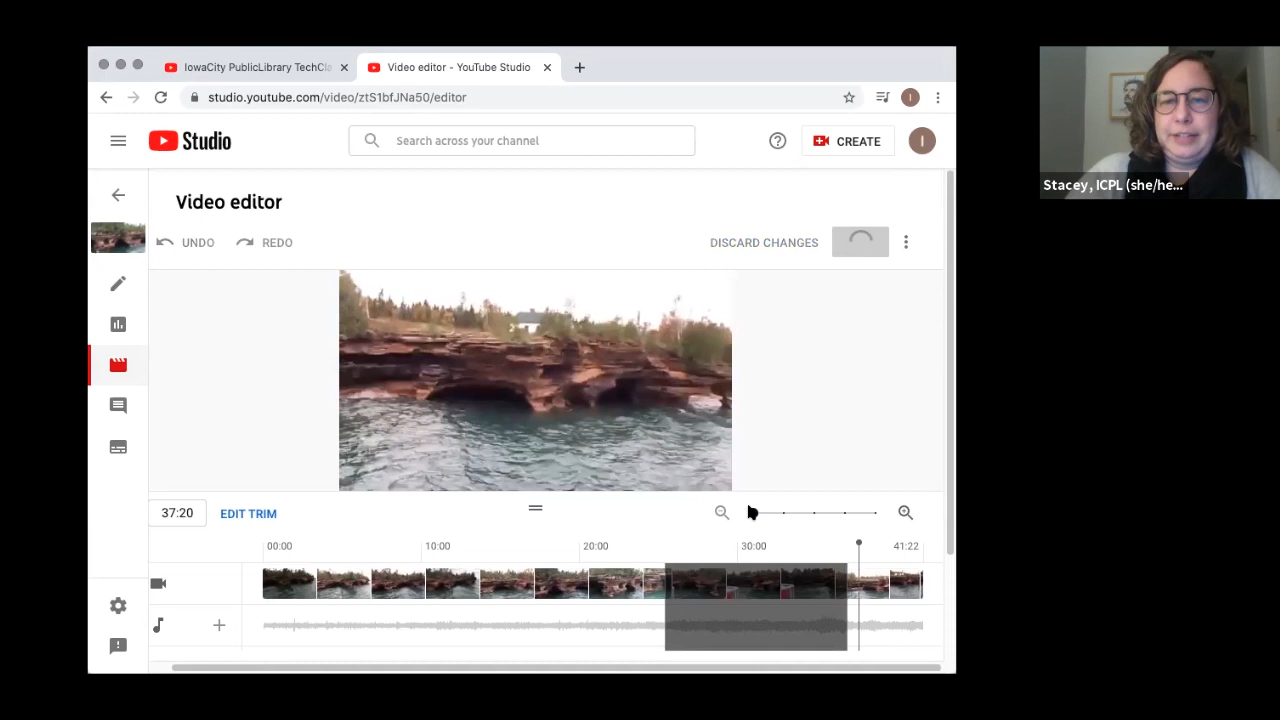 IowaCity PublicLibrary TechCla
Video editor - YouTube Studio
studio.youtube.com/video/ztS1bfJNa50/editor
I
Studio
Search across your channel
CREATE
I
Stacey, ICPL (she/he...
Video editor
UNDO
REDO
DISCARD CHANGES
37:20
EDIT TRIM
00:00
10:00
20:00
30:00
41:22